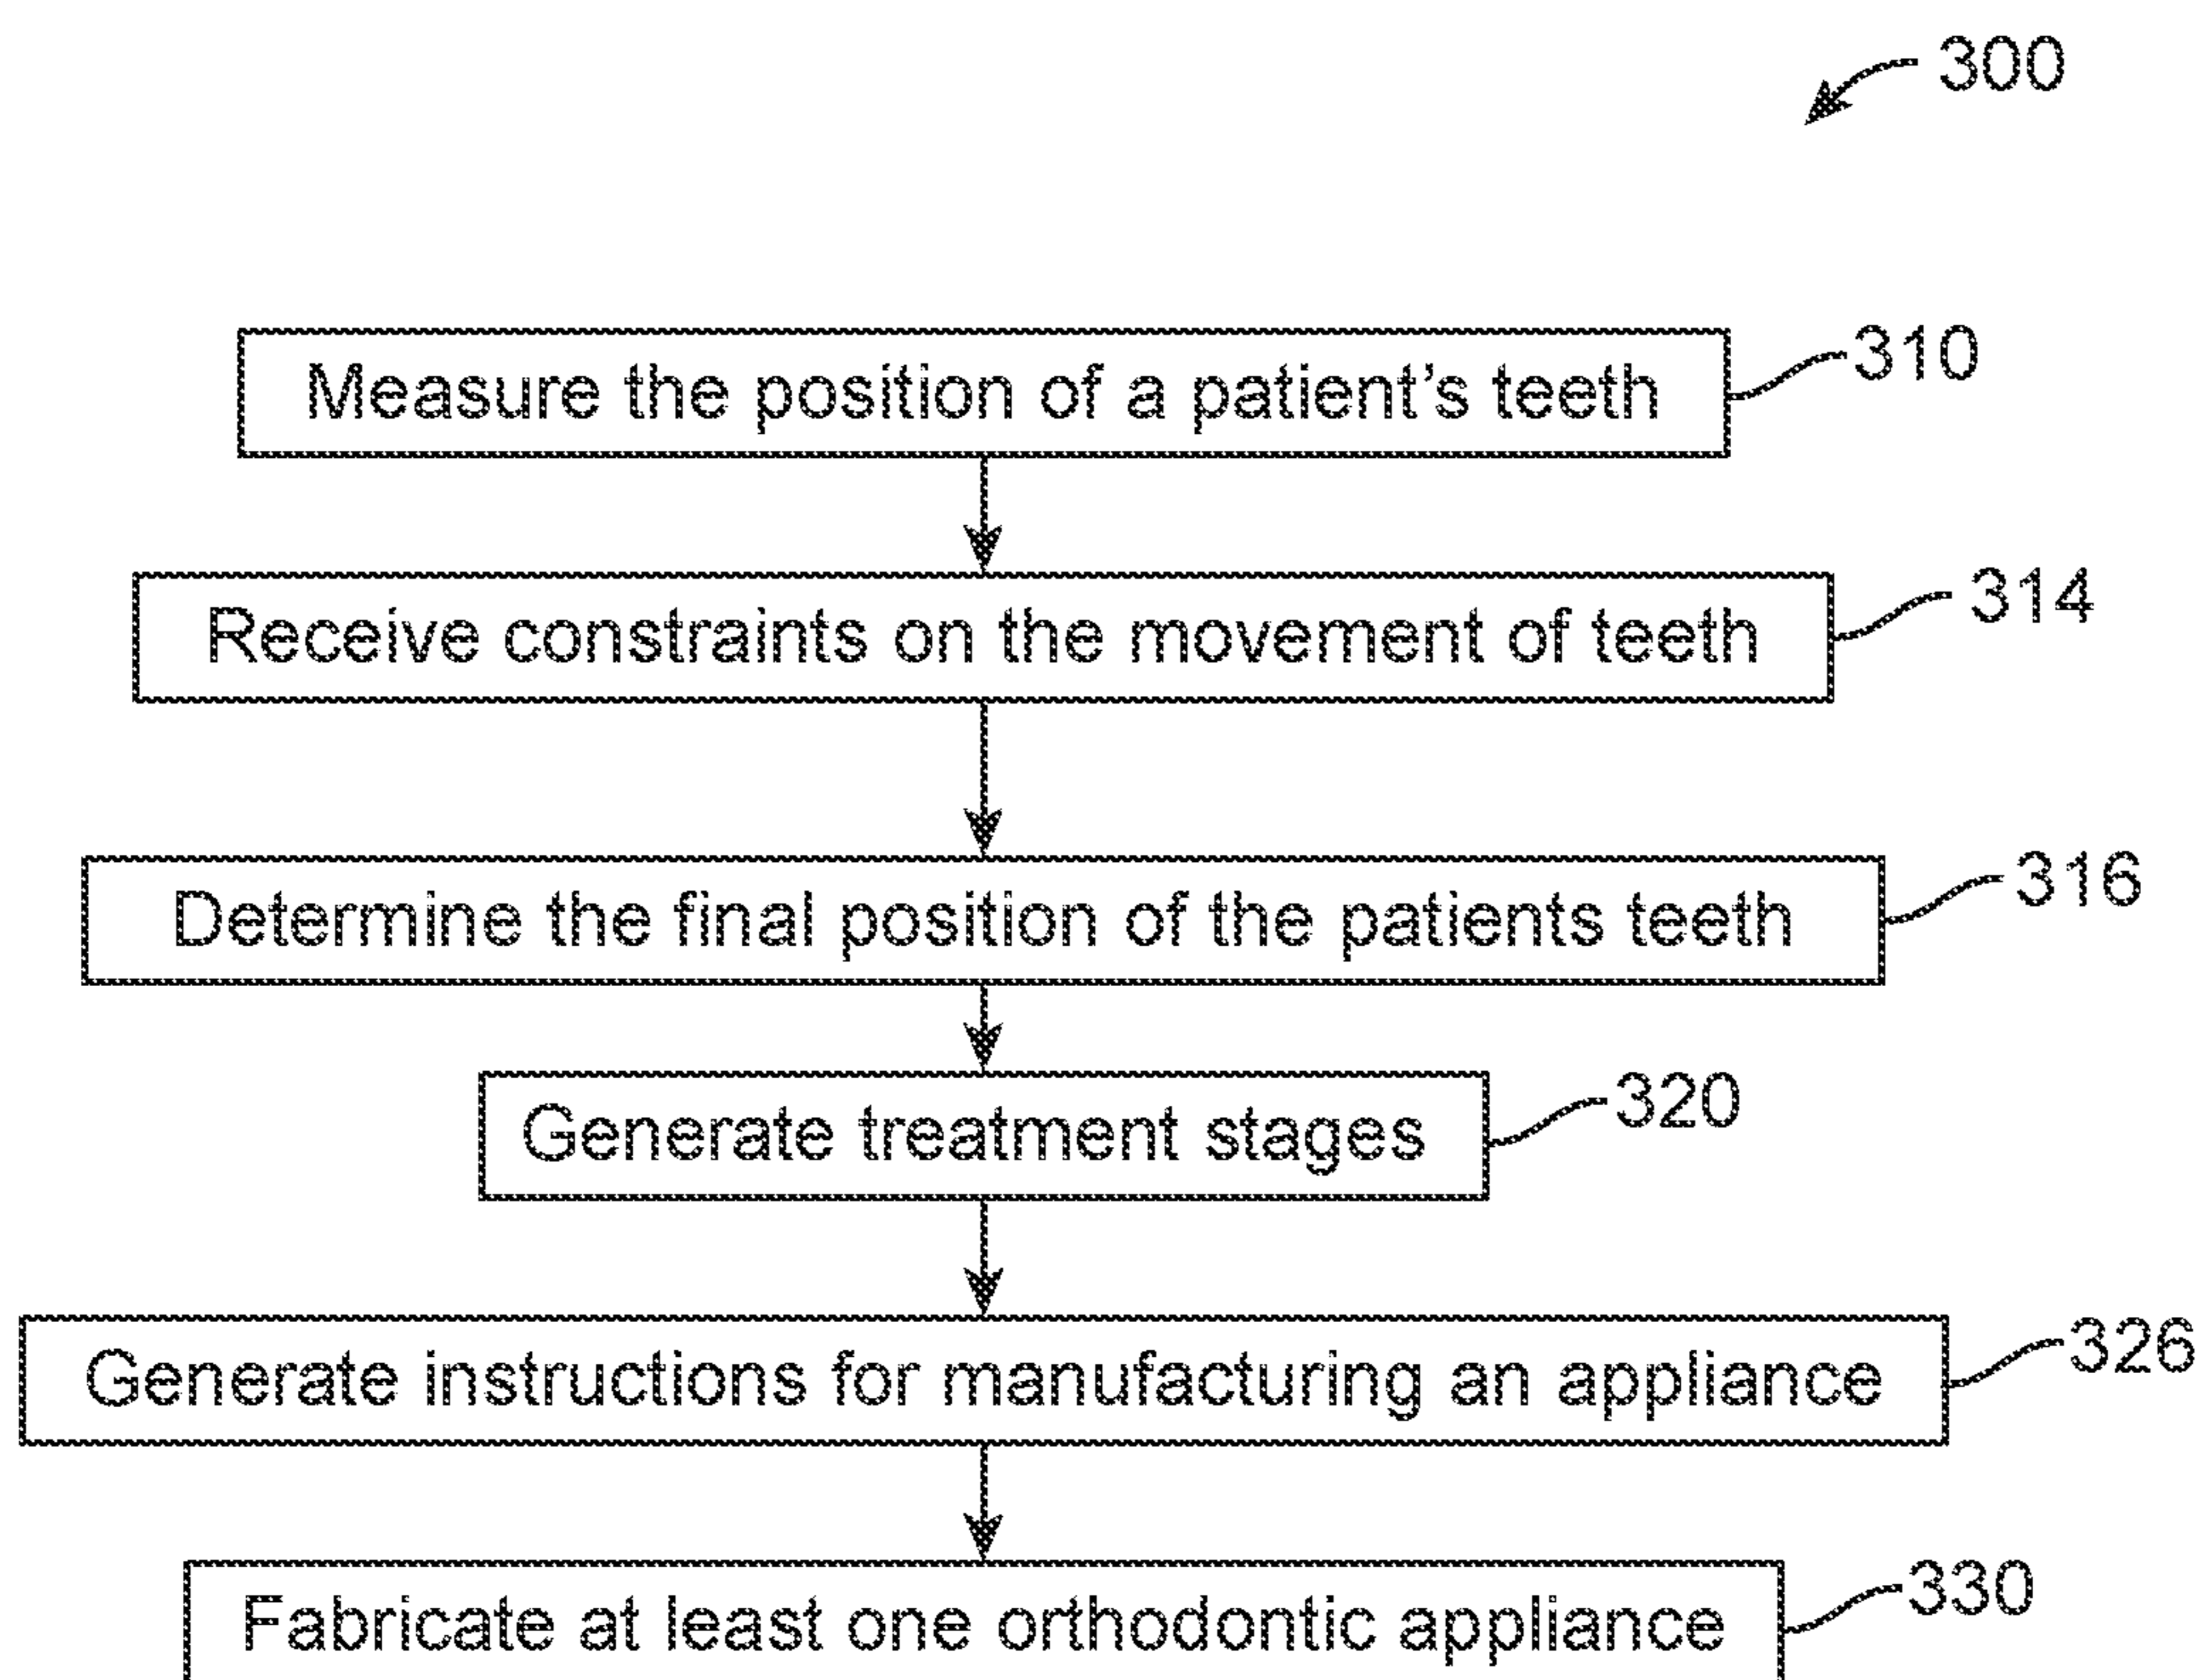 300
Measure the position of a patient's teeth 310
Receive constraints on the movement of teeth 314
Determine the final position of the patients teeth 316
Generate treatment stages 320
Generate instructions for manufacturing an appliance 326
Fabricate at least one orthodontic appliance 330